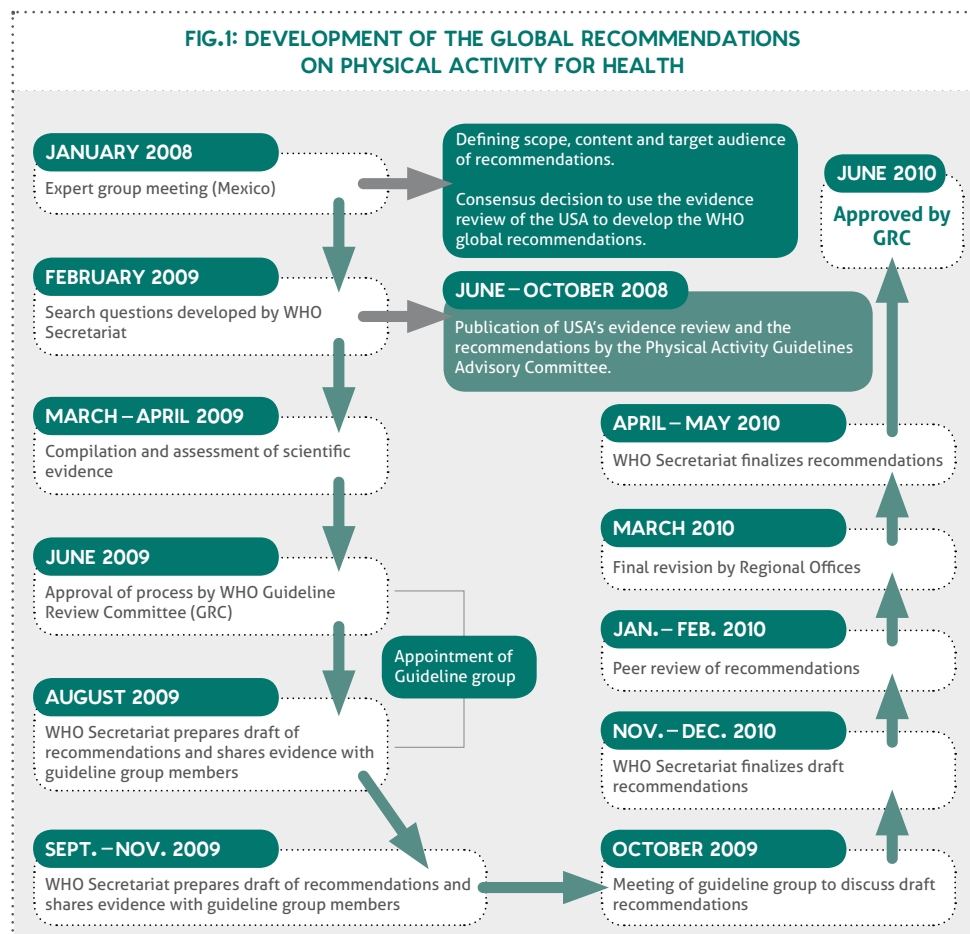 FIG.1: DEVELOPMENT OF THE GLOBAL RECOMMENDATIONS
ON PHYSICAL ACTIVITY FOR HEALTH
JANUARY 2008
Expert group meeting (Mexico)
Defining scope, content and target audience
of recommendations.
Consensus decision to use the evidence
review of the USA to develop the WHO
global recommendations.
FEBRUARY 2009
Search questions developed by WHO
Secretariat
JUNE – OCTOBER 2008
Publication of USA's evidence review and the
recommendations by the Physical Activity Guidelines
Advisory Committee.
MARCH – APRIL 2009
Compilation and assessment of scientific
evidence
JUNE 2009
Approval of process by WHO Guideline
Review Committee (GRC)
Appointment of
Guideline group
AUGUST 2009
WHO Secretariat prepares draft of
recommendations and shares evidence with
guideline group members
SEPT. – NOV. 2009
WHO Secretariat prepares draft of recommendations and
shares evidence with guideline group members
OCTOBER 2009
Meeting of guideline group to discuss draft
recommendations
NOV. – DEC. 2010
WHO Secretariat finalizes draft
recommendations
JAN. – FEB. 2010
Peer review of recommendations
MARCH 2010
Final revision by Regional Offices
APRIL – MAY 2010
WHO Secretariat finalizes recommendations
JUNE 2010
Approved by
GRC